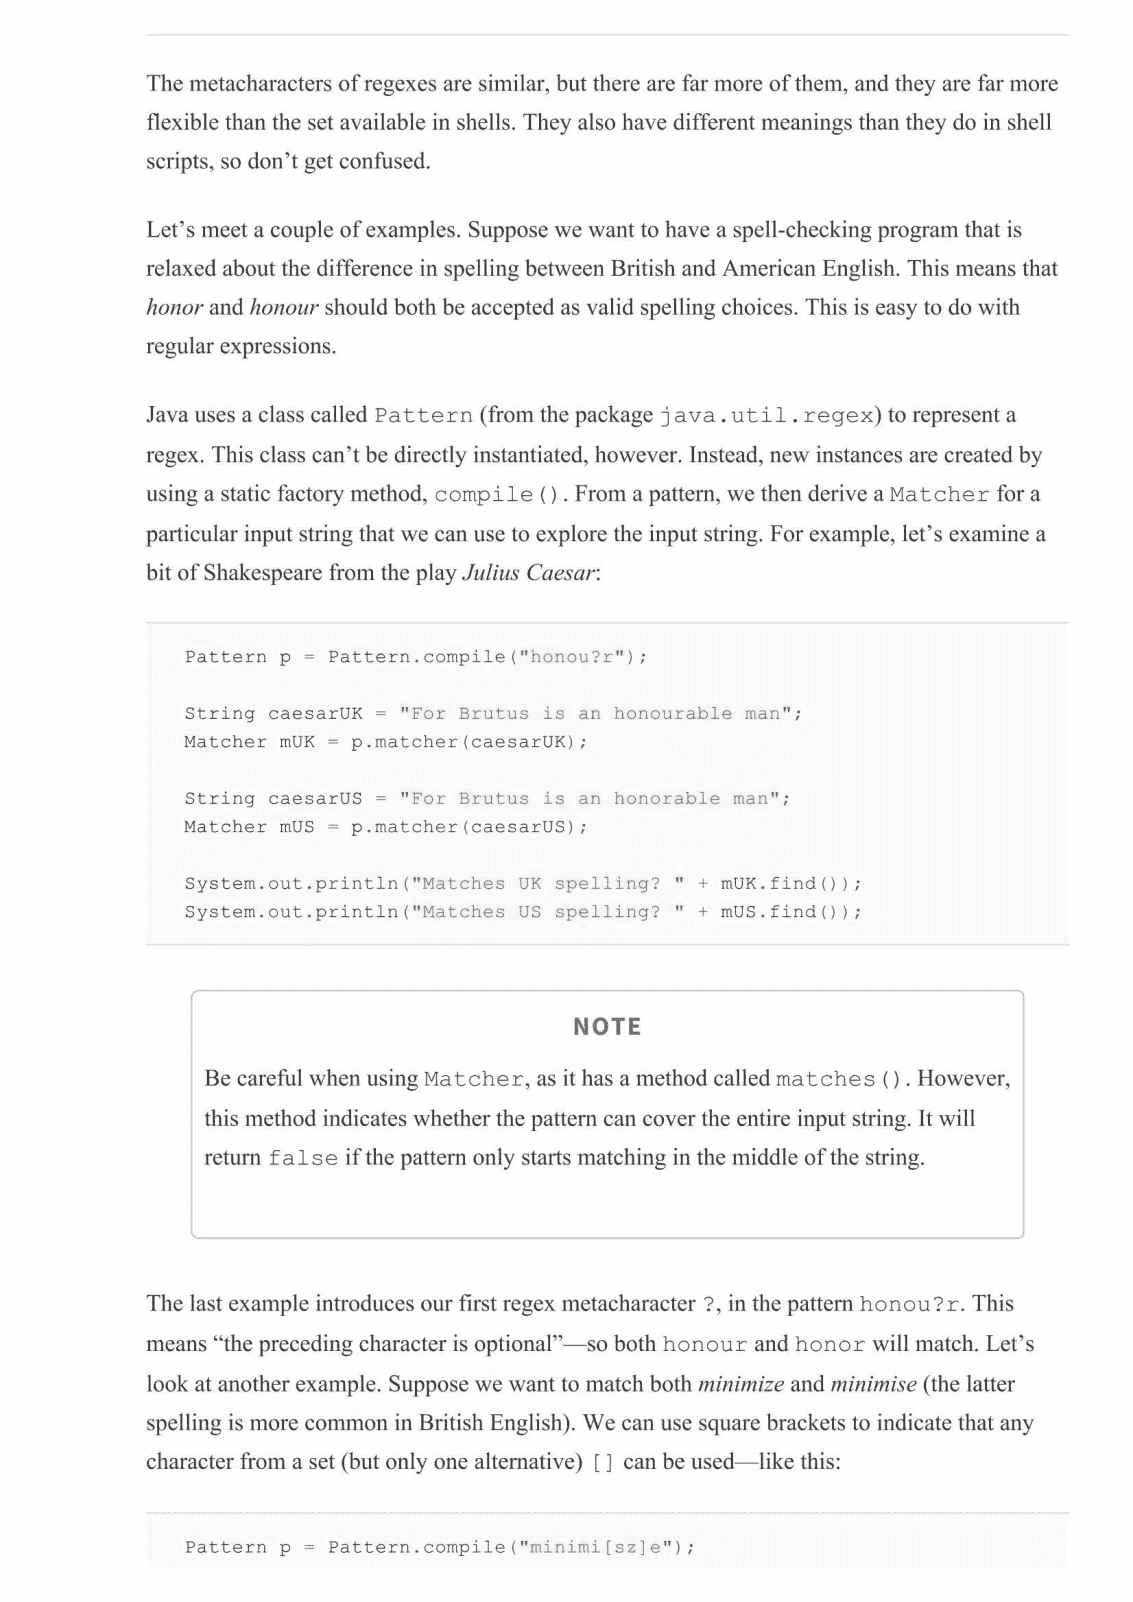 The metacharacters of regexes are similar, but there are far more of them, and they are far more
flexible than the set available in shells. They also have different meanings than they do in shell
scripts, so don’t get confused.
Let’s meet a couple of examples. Suppose we want to have a spell-checking program that is
relaxed about the difference in spelling between British and American English. This means that
honor and honour should both be accepted as valid spelling choices. This is easy to do with
regular expressions.
Java uses a class called Pattern (from the package java.util.regex) to represent a
regex. This class can’t be directly instantiated, however. Instead, new instances are created by
using a static factory method, compile(). From a pattern, we then derive a Matcher for a
particular input string that we can use to explore the input string. For example, let’s examine a
bit of Shakespeare from the play Julius Caesar:
Pattern p = Pattern.compile("honou?r");
String caesarUK = "For Brutus is an honourable man";
Matcher mUK = p.matcher(caesarUK);
String caesarUS = "For Brutus is an honorable man";
Matcher mUS = p.matcher(caesarUS);
System.out.println("Matches UK spelling? " + mUK.find());
System.out.println("Matches US spelling? " + mUS.find());
NOTE
Be careful when using Matcher, as it has a method called matches(). However,
this method indicates whether the pattern can cover the entire input string. It will
return false if the pattern only starts matching in the middle of the string.
The last example introduces our first regex metacharacter ?, in the pattern honou?r. This
means “the preceding character is optional”—so both honour and honor will match. Let’s
look at another example. Suppose we want to match both minimize and minimise (the latter
spelling is more common in British English). We can use square brackets to indicate that any
character from a set (but only one alternative) [] can be used—like this:
Pattern p = Pattern.compile("minimi[sz]e");